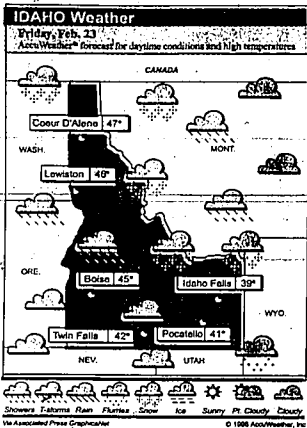 IDAHO Weather
Friday, Feb. 23
AccuWeather® forecast for daytime conditions and high temperatures
CANADA
Coeur D'Alene 47°
WASH.
MONT.
Lewiston 46°
ORE.
Boise 45°
Idaho Falls 39°
WYO.
Twin Falls 42°
Pocatello 41°
NEV.
UTAH
Showers T-storms Rain Flurries Snow Ice Sunny Pt. Cloudy Cloudy
Via Associated Press GraphicsNet
© 1996 AccuWeather, Inc.